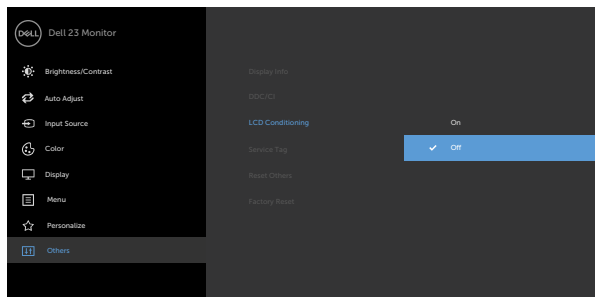 DELL
Dell 23 Monitor
Brightness/Contrast
Auto Adjust
Input Source
Color
Display
Menu
Personalize
Others
Display Info
DDC/CI
LCD Conditioning
Service Tag
Reset Others
Factory Reset
On
Off